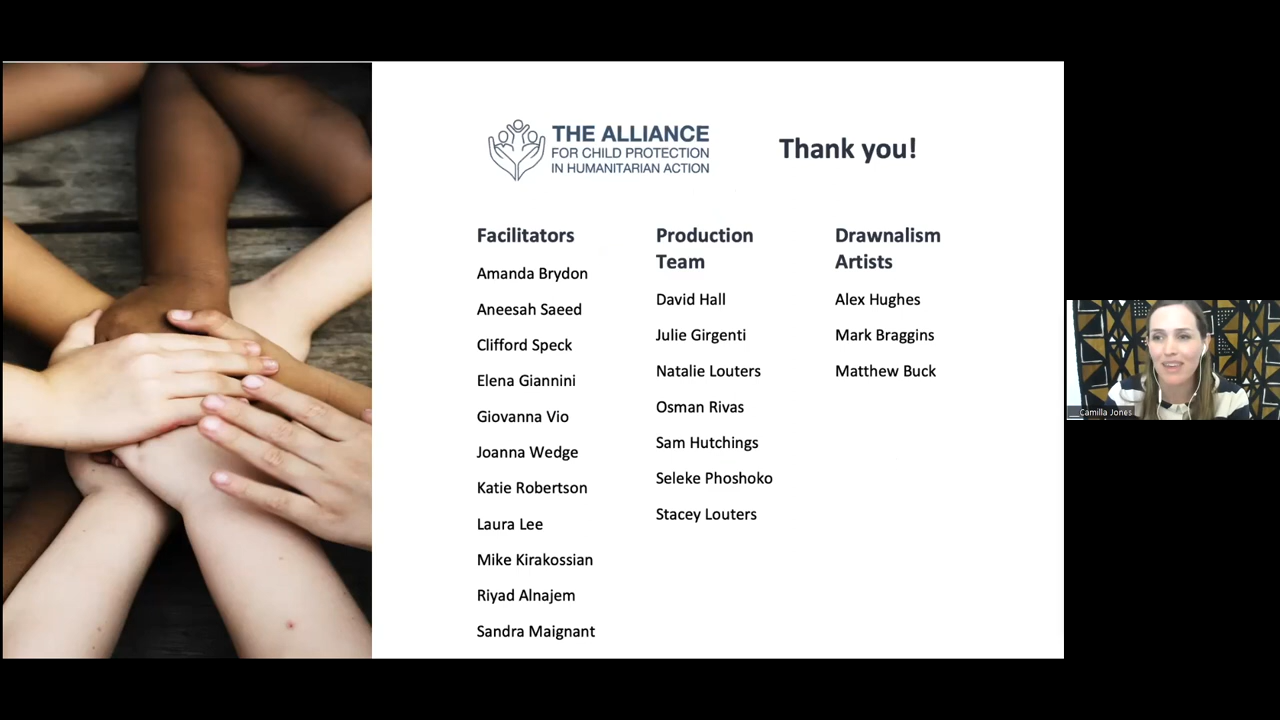 THE ALLIANCE
FOR CHILD PROTECTION
IN HUMANITARIAN ACTION
Thank you!
Facilitators
Amanda Brydon
Aneesah Saeed
Clifford Speck
Elena Giannini
Giovanna Vio
Joanna Wedge
Katie Robertson
Laura Lee
Mike Kirakossian
Riyad Alnajem
Sandra Maignant
Production
Team
David Hall
Julie Girgenti
Natalie Louters
Osman Rivas
Sam Hutchings
Seleke Phoshoko
Stacey Louters
Drawnalism
Artists
Alex Hughes
Mark Braggins
Matthew Buck
__Camilla Jones